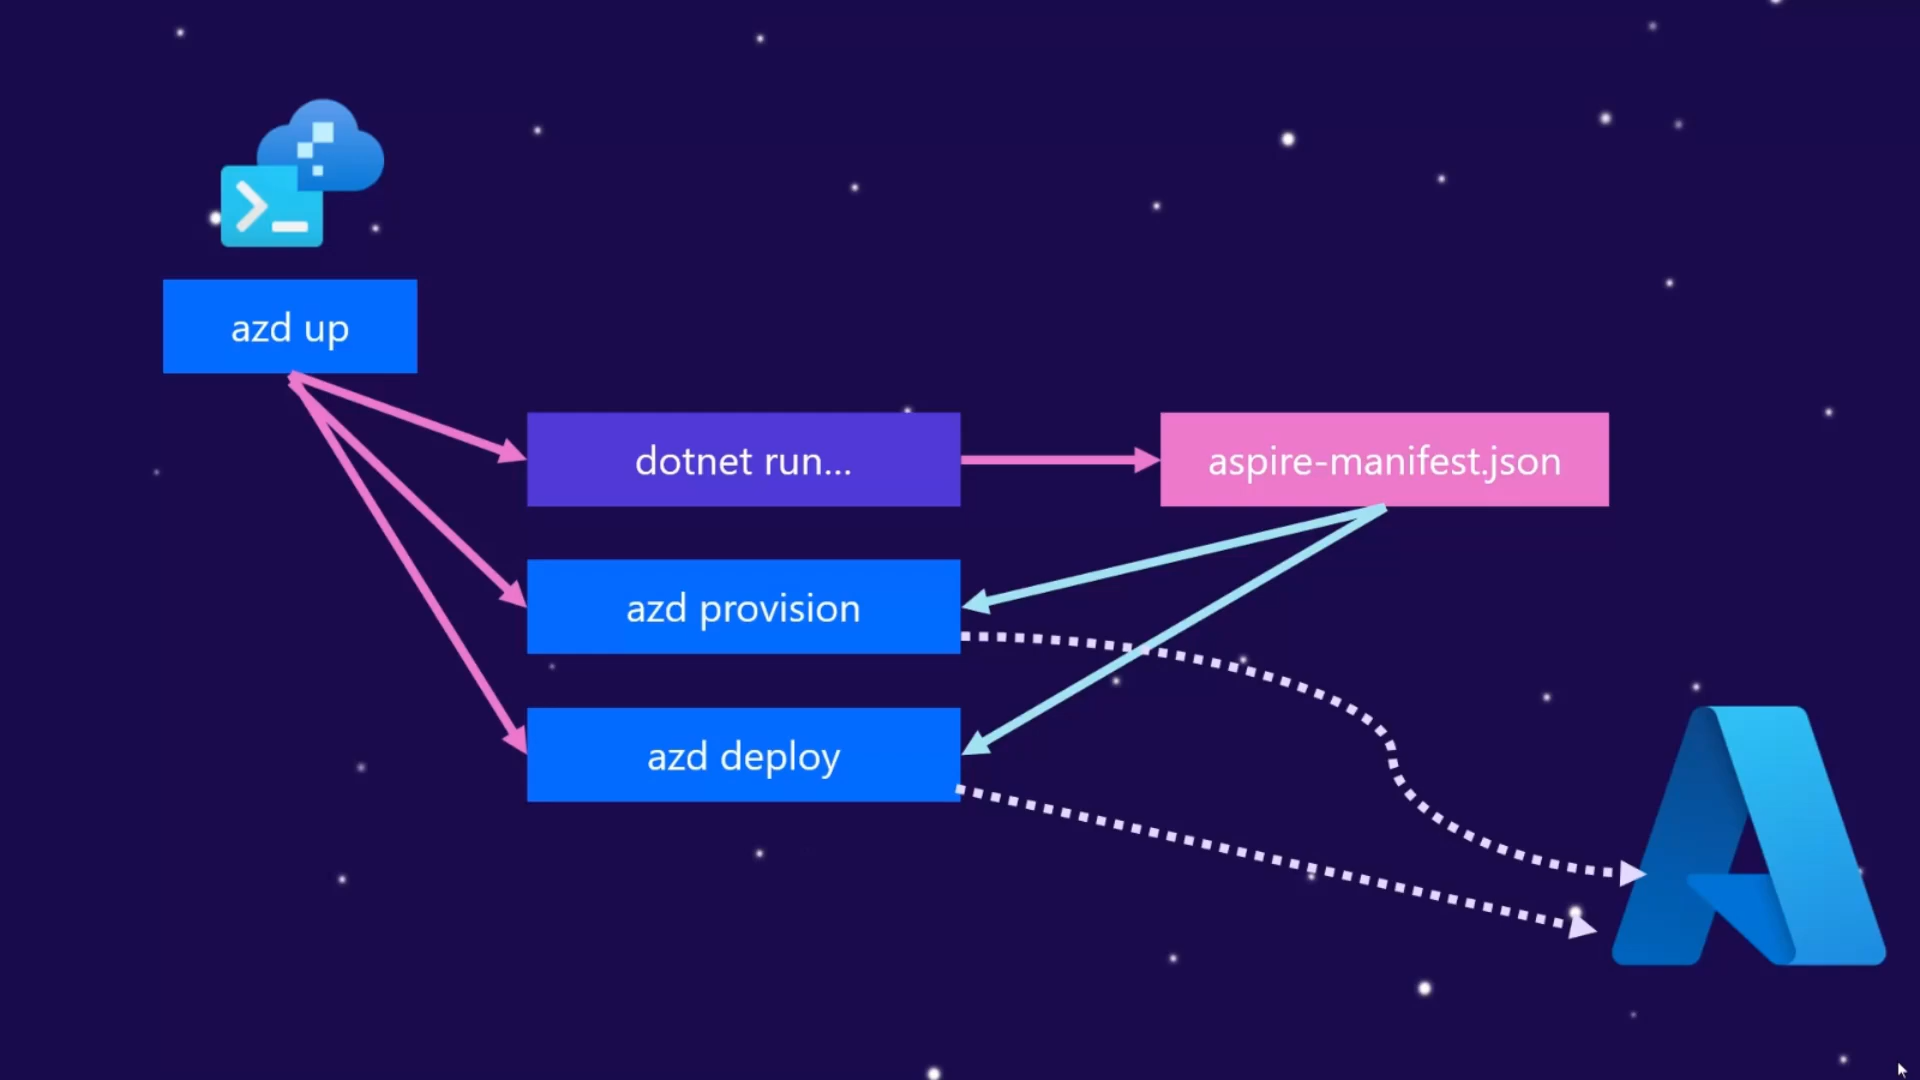 azd up
dotnet run...
aspire-manifest.json
azd provision
azd deploy